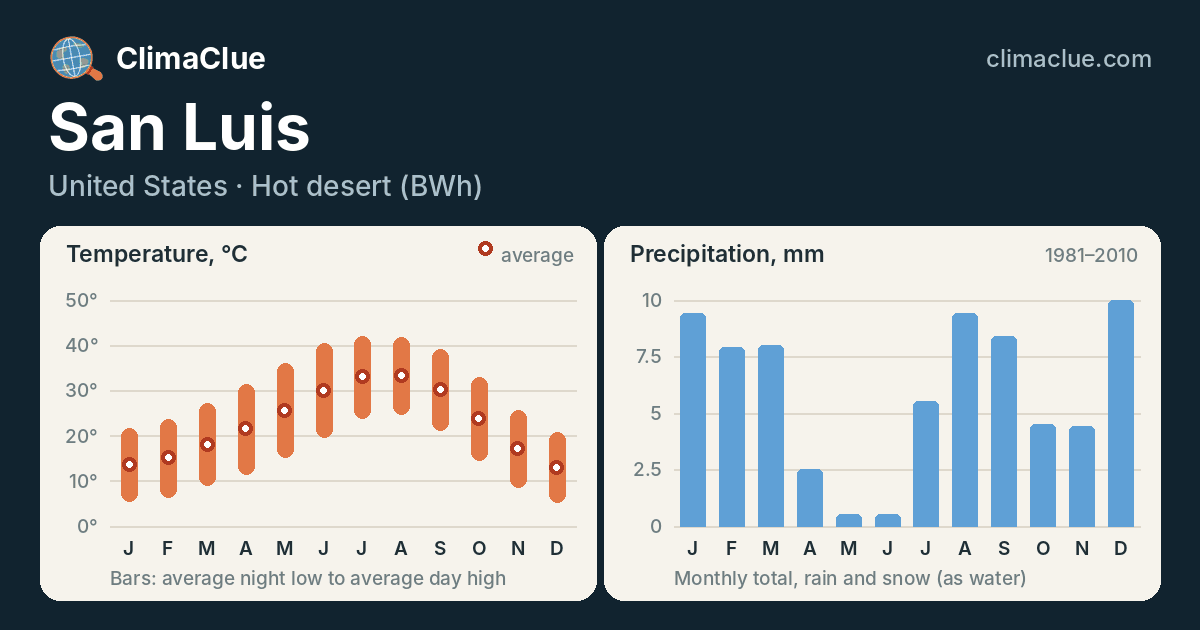 ClimaClue
climaclue.com
San Luis
United States · Hot desert (BWh)
Temperature, °C
average
50°
40°
30°
20°
10°
0°
J F M A M J J A S O N D
Bars: average night low to average day high
Precipitation, mm
1981–2010
10
7.5
5
2.5
0
J F M A M J J A S O N D
Monthly total, rain and snow (as water)